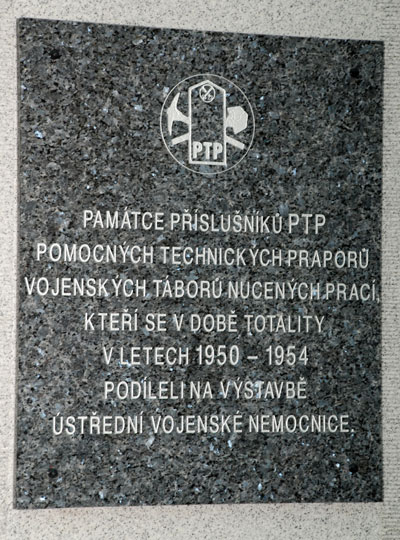 PTP
PAMÁTCE PŘÍSLUŠNÍKŮ PTP
POMOCNÝCH TECHNICKÝCH PRAPORŮ
VOJENSKÝCH TÁBORŮ NUCENÝCH PRACÍ,
KTEŘÍ SE V DOBĚ TOTALITY
V LETECH 1950 – 1954
PODÍLELI NA VÝSTAVBĚ
ÚSTŘEDNÍ VOJENSKÉ NEMOCNICE.